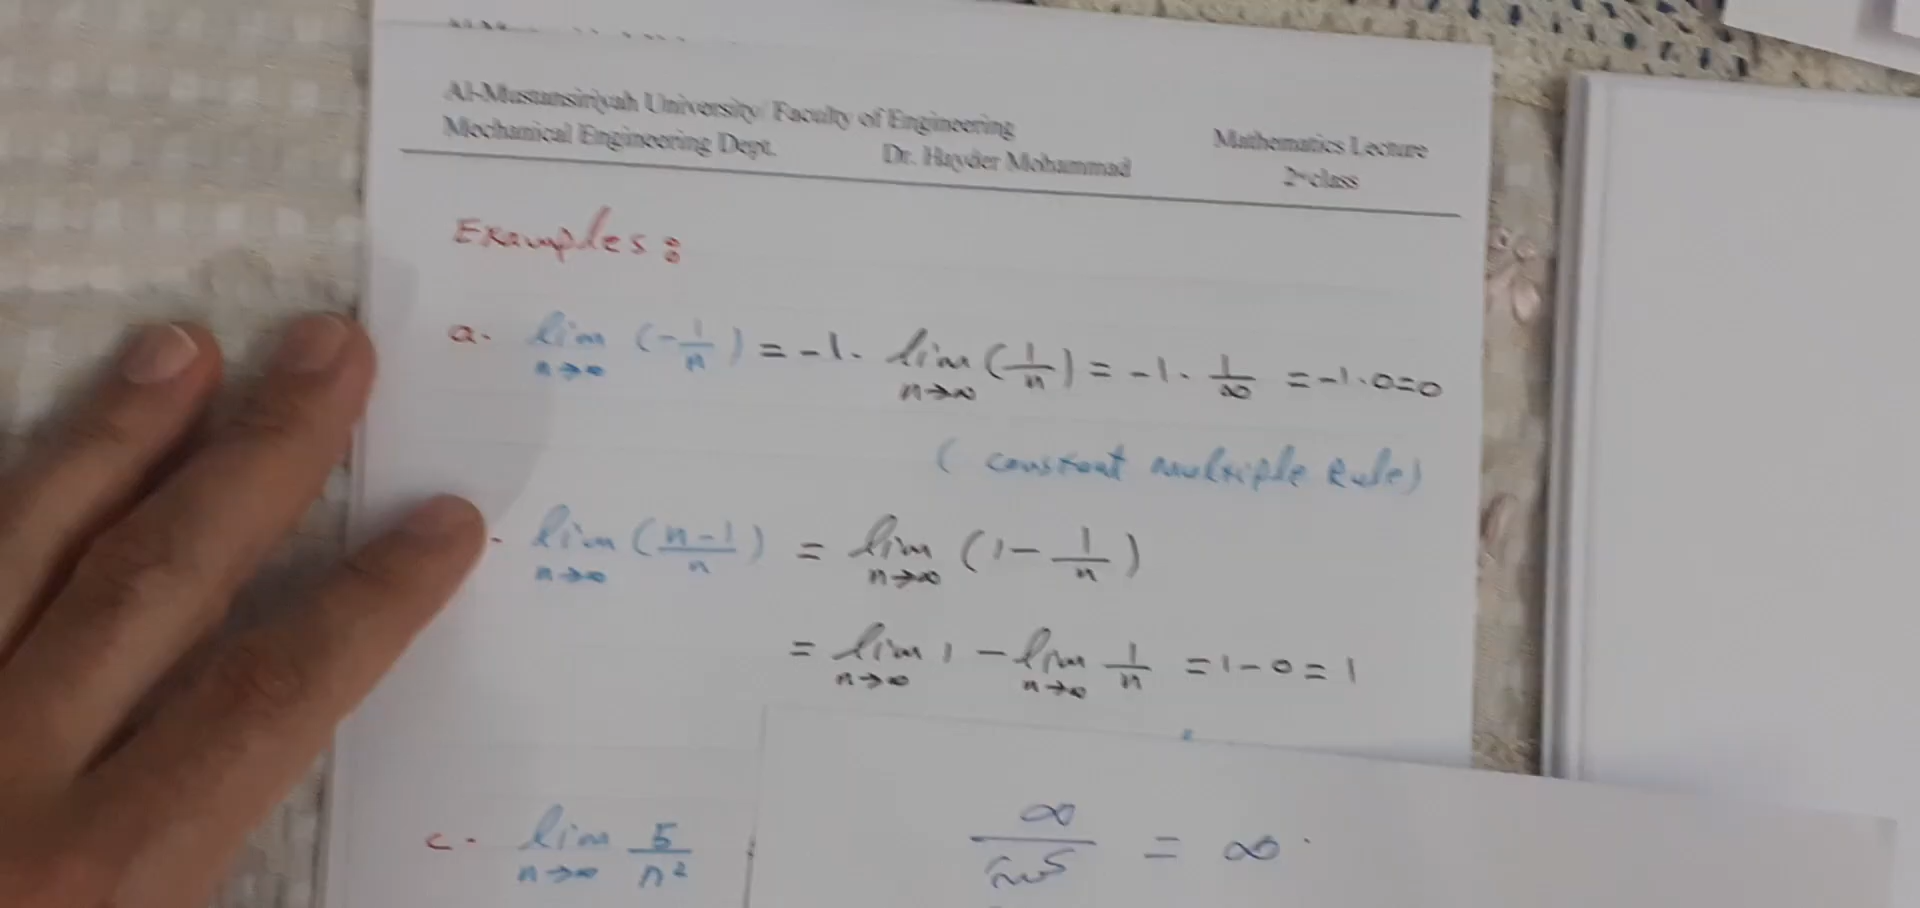 Al-Mustansiriyah University/ Faculty of Engineering
Mechanical Engineering Dept. Dr. Hayder Mohammad
Mathematics Lecture
2nd class
Examples:
a. lim n→∞ (-1/n) = -1. lim n→∞ (1/n) = -1. 1/∞ = -1.0=0
(constant multiple Rule)
. lim n→∞ (n-1/n) = lim n→∞ (1 - 1/n)
= lim n→∞ 1 - lim n→∞ 1/n = 1-0=1
c. lim n→∞ 5/n²
∞/ = ∞